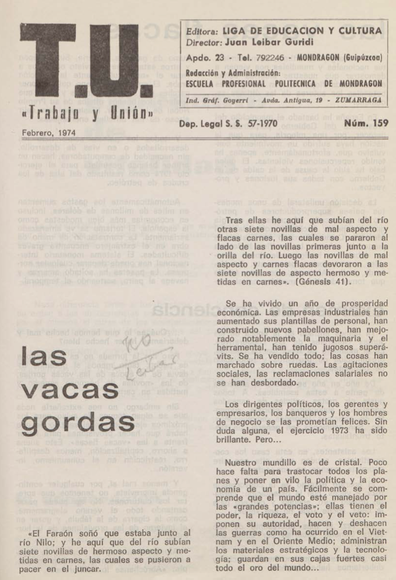 T.U.
«Trabajo y Unión»
Febrero, 1974
Editora: LIGA DE EDUCACION Y CULTURA
Director: Juan Leibar Guridi
Apdo. 23 - Tel. 792246 - MONDRAGON (Guipúzcoa)
Redacción y Administración:
ESCUELA PROFESIONAL POLITECNICA DE MONDRAGON
Ind. Gráf. Gogerri - Avda. Antigua, 19 - ZUMARRAGA
Dep. Legal S. S. 57-1970
Núm. 159
las
vacas
gordas
«El Faraón soñó que estaba junto al
río Nilo; y he aquí que del río subían
siete novillas de hermoso aspecto y me-
tidas en carnes, las cuales se pusieron a
pacer en el juncar.
Tras ellas he aquí que subían del río
otras siete novillas de mal aspecto y
flacas carnes, las cuales se pararon al
lado de las novillas primeras junto a la
orilla del río. Luego las novillas de mal
aspecto y carnes flacas devoraron a las
siete novillas de aspecto hermoso y me-
tidas en carnes». (Génesis 41).
Se ha vivido un año de prosperidad
económica. Las empresas industriales han
aumentado sus plantillas de personal, han
construido nuevos pabellones, han mejo-
rado notablemente la maquinaria y el
herramental, han tenido jugosos superá-
vits. Se ha vendido todo; las cosas han
marchado sobre ruedas. Las agitaciones
sociales, las reclamaciones salariales no
se han desbordado.
Los dirigentes políticos, los gerentes y
empresarios, los banqueros y los hombres
de negocio se las prometían felices. Sin
duda alguna, el ejercicio 1973 ha sido
brillante. Pero...
Nuestro mundillo es de cristal. Poco
hace falta para trastocar todos los pla-
nes y poner en vilo la política y la eco-
nomía de un país. Fácilmente se com-
prende que el mundo esté manejado por
las «grandes potencias»; ellas tienen el
poder, la riqueza, el voto y el veto: im-
ponen su autoridad, hacen y deshacen
las guerras como ha ocurrido en el Viet-
nam y en el Oriente Medio; administran
los materiales estratégicos y la tecnolo-
gía; guardan en sus cajas fuertes casi
todo el oro del mundo...